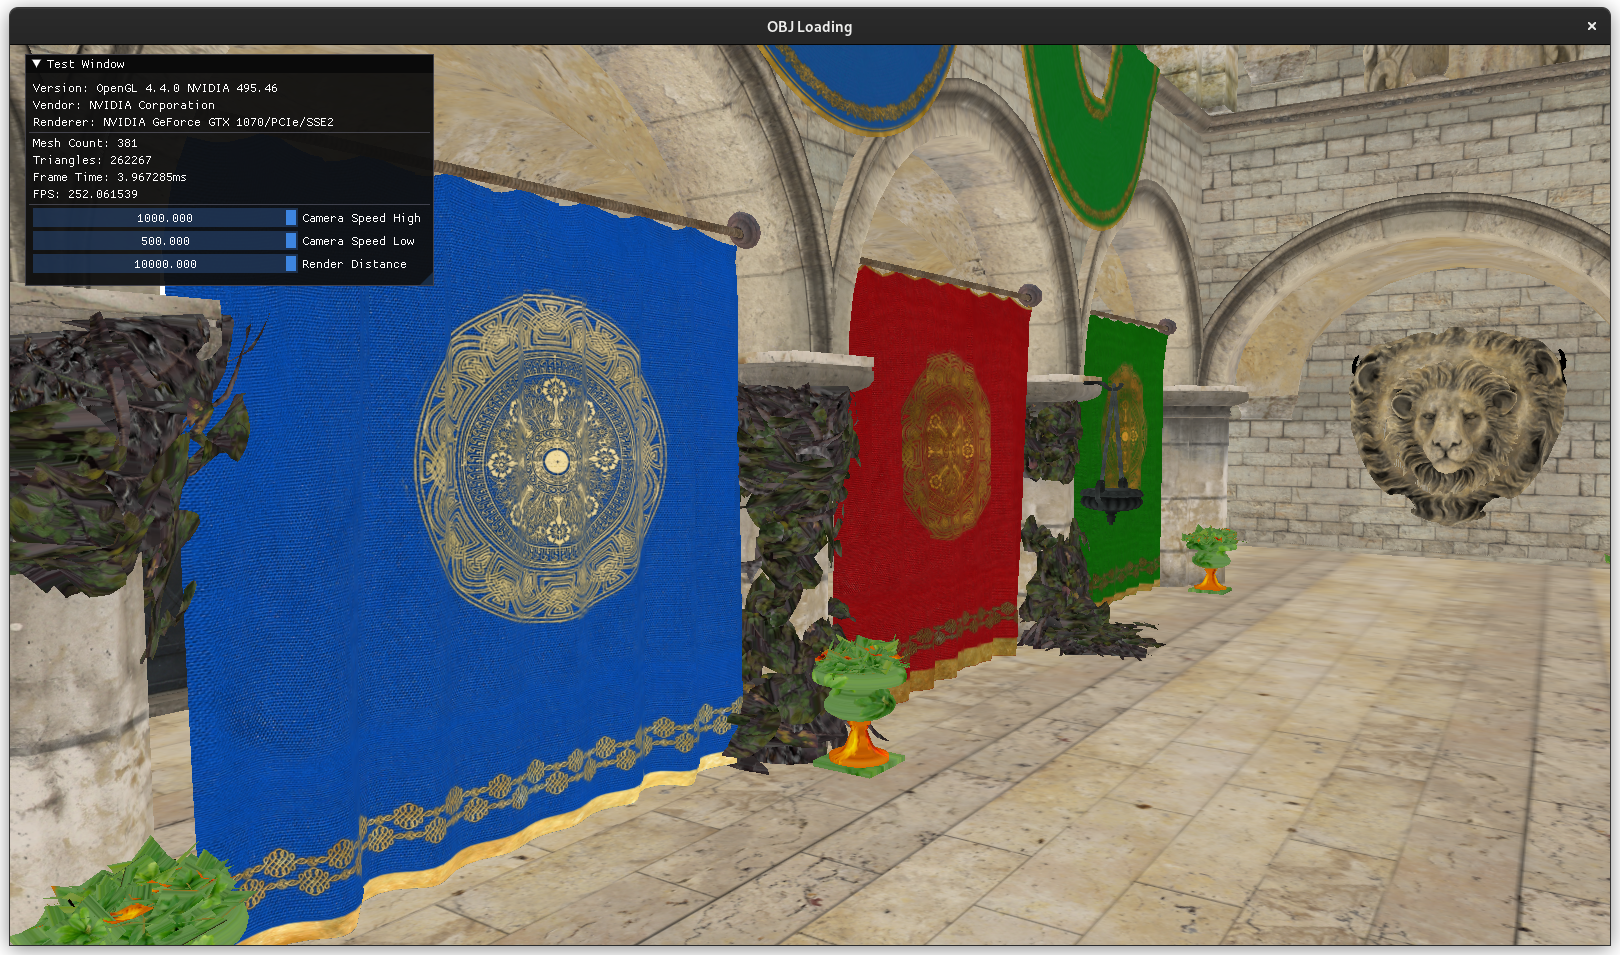 OBJ Loading
Test Window
Version: OpenGL 4.4.0 NVIDIA 495.46
Vendor: NVIDIA Corporation
Renderer: NVIDIA GeForce GTX 1070/PCIe/SSE2
Mesh Count: 381
Triangles: 262267
Frame Time: 3.967285ms
FPS: 252.061539
1000.000 Camera Speed High
500.000 Camera Speed Low
10000.000 Render Distance